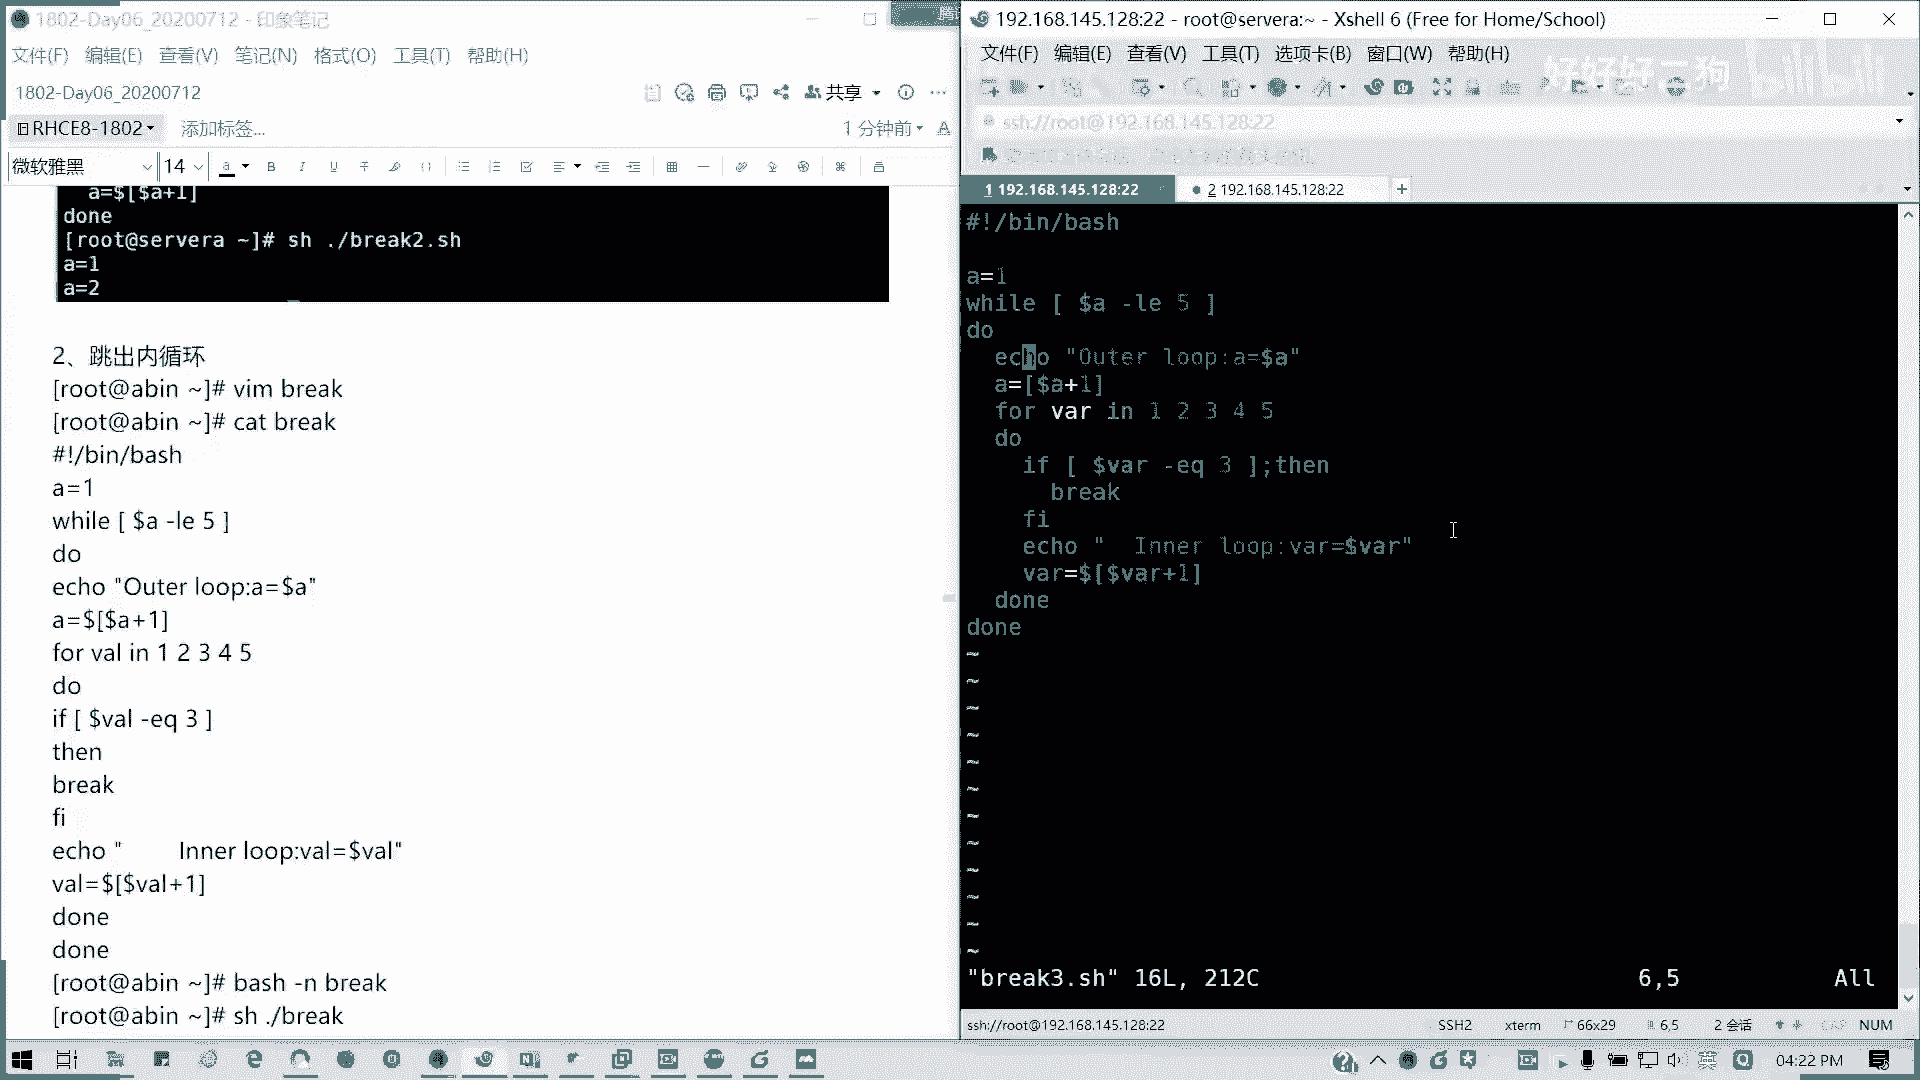 1802-Day06_20200712 - 印象笔记
文件(F) 编辑(E) 查看(V) 笔记(N) 格式(O) 工具(T) 帮助(H)
1802-Day06_20200712
共享
RHCE8-1802
添加标签...
1 分钟前
微软雅黑 14
a=$[$a+1]
done
[root@servera ~]# sh ./break2.sh
a=1
a=2
2、跳出内循环
[root@abin ~]# vim break
[root@abin ~]# cat break
#!/bin/bash
a=1
while [ $a -le 5 ]
do
echo "Outer loop:a=$a"
a=$[$a+1]
for val in 1 2 3 4 5
do
if [ $val -eq 3 ]
then
break
fi
echo "        Inner loop:val=$val"
val=$[$val+1]
done
done
[root@abin ~]# bash -n break
[root@abin ~]# sh ./break
192.168.145.128:22 - root@servera:~ - Xshell 6 (Free for Home/School)
文件(F) 编辑(E) 查看(V) 工具(T) 选项卡(B) 窗口(W) 帮助(H)
好好好二狗
ssh://root@192.168.145.128:22
1 192.168.145.128:22
2 192.168.145.128:22
#!/bin/bash
a=1
while [ $a -le 5 ]
do
  echo "Outer loop:a=$a"
  a=[$a+1]
  for var in 1 2 3 4 5
  do
    if [ $var -eq 3 ];then
      break
    fi
    echo "  Inner loop:var=$var"
    var=$[$var+1]
  done
done
~
~
~
~
~
~
~
~
~
~
~
~
"break3.sh" 16L, 212C 6,5 All
ssh://root@192.168.145.128:22 SSH2 xterm 66x29 6,5 2 会话 CAP NUM
英 04:22 PM